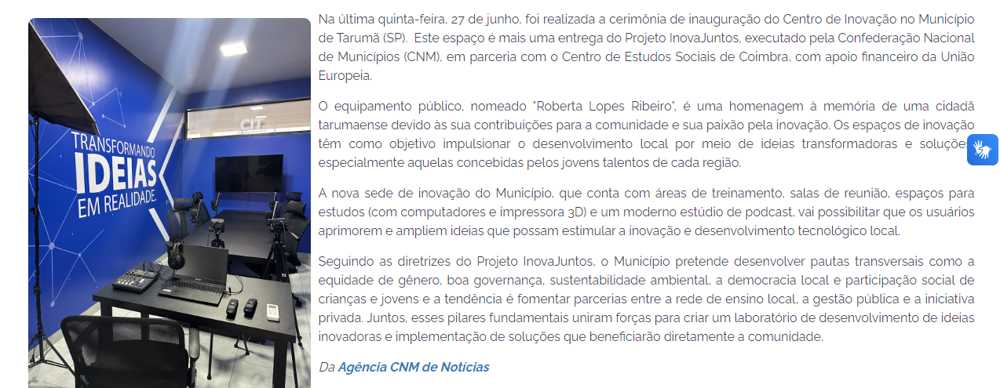 TRANSFORMANDO
IDEIAS
EM REALIDADE.
CIT
Na última quinta-feira, 27 de junho, foi realizada a cerimônia de inauguração do Centro de Inovação no Município
de Tarumã (SP). Este espaço é mais uma entrega do Projeto InovaJuntos, executado pela Confederação Nacional
de Municípios (CNM), em parceria com o Centro de Estudos Sociais de Coimbra, com apoio financeiro da União
Europeia.
O equipamento público, nomeado "Roberta Lopes Ribeiro", é uma homenagem à memória de uma cidadã
tarumaense devido às sua contribuições para a comunidade e sua paixão pela inovação. Os espaços de inovação
têm como objetivo impulsionar o desenvolvimento local por meio de ideias transformadoras e soluções
especialmente aquelas concebidas pelos jovens talentos de cada região.
A nova sede de inovação do Município, que conta com áreas de treinamento, salas de reunião, espaços para
estudos (com computadores e impressora 3D) e um moderno estúdio de podcast, vai possibilitar que os usuários
aprimorem e ampliem ideias que possam estimular a inovação e desenvolvimento tecnológico local.
Seguindo as diretrizes do Projeto InovaJuntos, o Município pretende desenvolver pautas transversais como a
equidade de gênero, boa governança, sustentabilidade ambiental, a democracia local e participação social de
crianças e jovens e a tendência é fomentar parcerias entre a rede de ensino local, a gestão pública e a iniciativa
privada. Juntos, esses pilares fundamentais uniram forças para criar um laboratório de desenvolvimento de ideias
inovadoras e implementação de soluções que beneficiarão diretamente a comunidade.
Da Agência CNM de Notícias